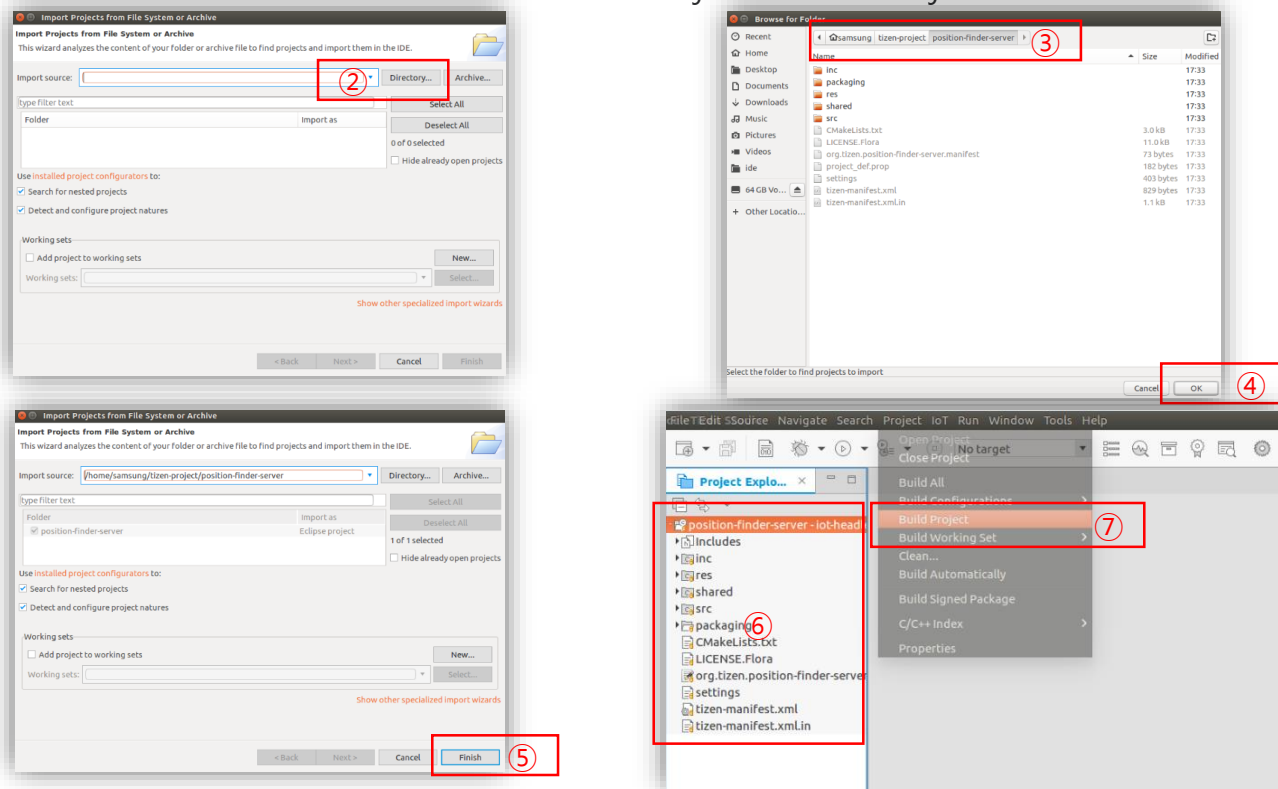 Import Projects from File System or Archive
Import Projects from File System or Archive
This wizard analyzes the content of your folder or archive file to find projects and import them in the IDE.
Import source:
②
Directory...
Archive...
type filter text
Select All
Folder
Import as
Deselect All
0 of 0 selected
Hide already open projects
Use installed project configurators to:
Search for nested projects
Detect and configure project natures
Working sets
Add project to working sets
New...
Working sets:
Select...
Show other specialized import wizards
< Back
Next >
Cancel
Finish
Browse for Folder
Recent
Home
Desktop
Documents
Downloads
Music
Pictures
Videos
ide
64 GB Vo...
+ Other Locatio...
samsung
tizen-project
position-finder-server
③
Name
Size
Modified
inc 17:33
packaging 17:33
res 17:33
shared 17:33
src 17:33
CMakeLists.txt 3.0 kB 17:33
LICENSE.Flora 11.0 kB 17:33
org.tizen.position-finder-server.manifest 73 bytes 17:33
project_def.prop 182 bytes 17:33
settings 403 bytes 17:33
tizen-manifest.xml 829 bytes 17:33
tizen-manifest.xml.in 1.1 kB 17:33
Select the folder to find projects to import
Cancel
OK
④
Import Projects from File System or Archive
Import Projects from File System or Archive
This wizard analyzes the content of your folder or archive file to find projects and import them in the IDE.
Import source:
/home/samsung/tizen-project/position-finder-server
Directory...
Archive...
type filter text
Select All
Folder
Import as
Deselect All
position-finder-server
Eclipse project
1 of 1 selected
Hide already open projects
Use installed project configurators to:
Search for nested projects
Detect and configure project natures
Working sets
Add project to working sets
New...
Working sets:
Select...
Show other specialized import wizards
< Back
Next >
Cancel
Finish
⑤
File Edit Source Navigate Search Project IoT Run Window Tools Help
No target
Project Explo...
position-finder-server - iot-head
Includes
inc
res
shared
src
packaging
⑥
CMakeLists.txt
LICENSE.Flora
org.tizen.position-finder-server
settings
tizen-manifest.xml
tizen-manifest.xml.in
Open Project
Close Project
Build All
Build Configurations
Build Project
⑦
Build Working Set
Clean...
Build Automatically
Build Signed Package
C/C++ Index
Properties